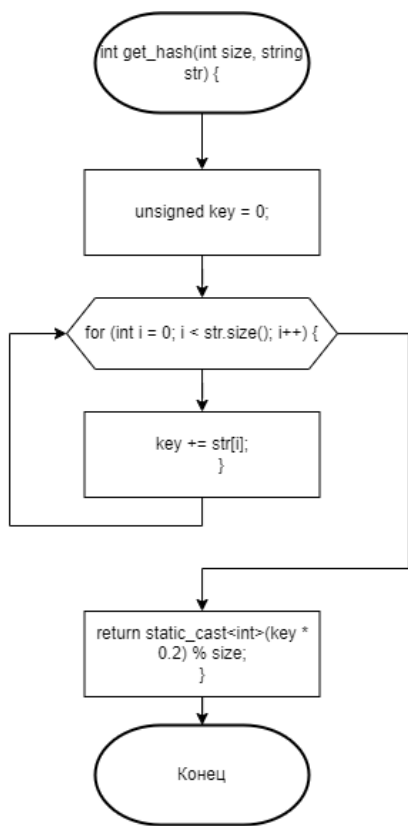 int get_hash(int size, string
str) {
unsigned key = 0;
for (int i = 0; i < str.size(); i++) {
key += str[i];
}
return static_cast<int>(key *
0.2) % size;
}
Конец